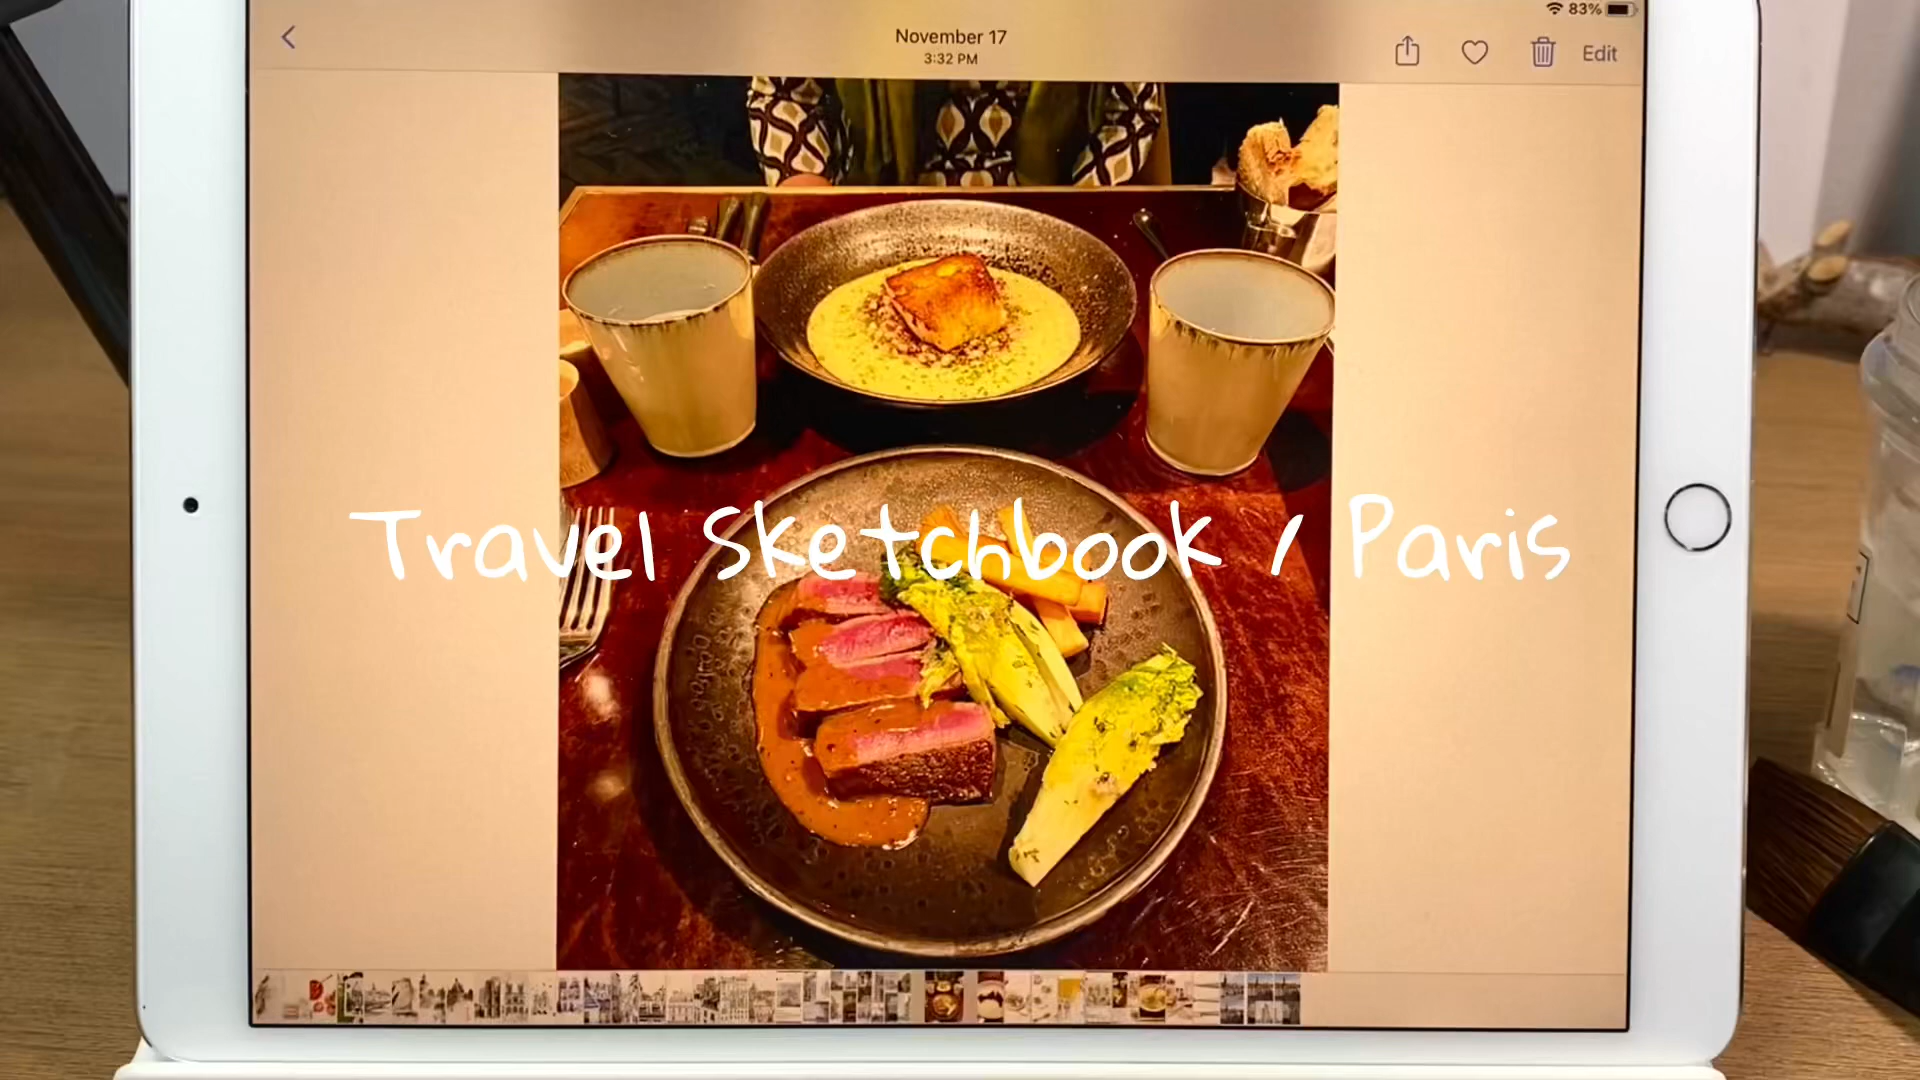 83%
November 17
3:32 PM
Edit
Travel Sketchbook / Paris